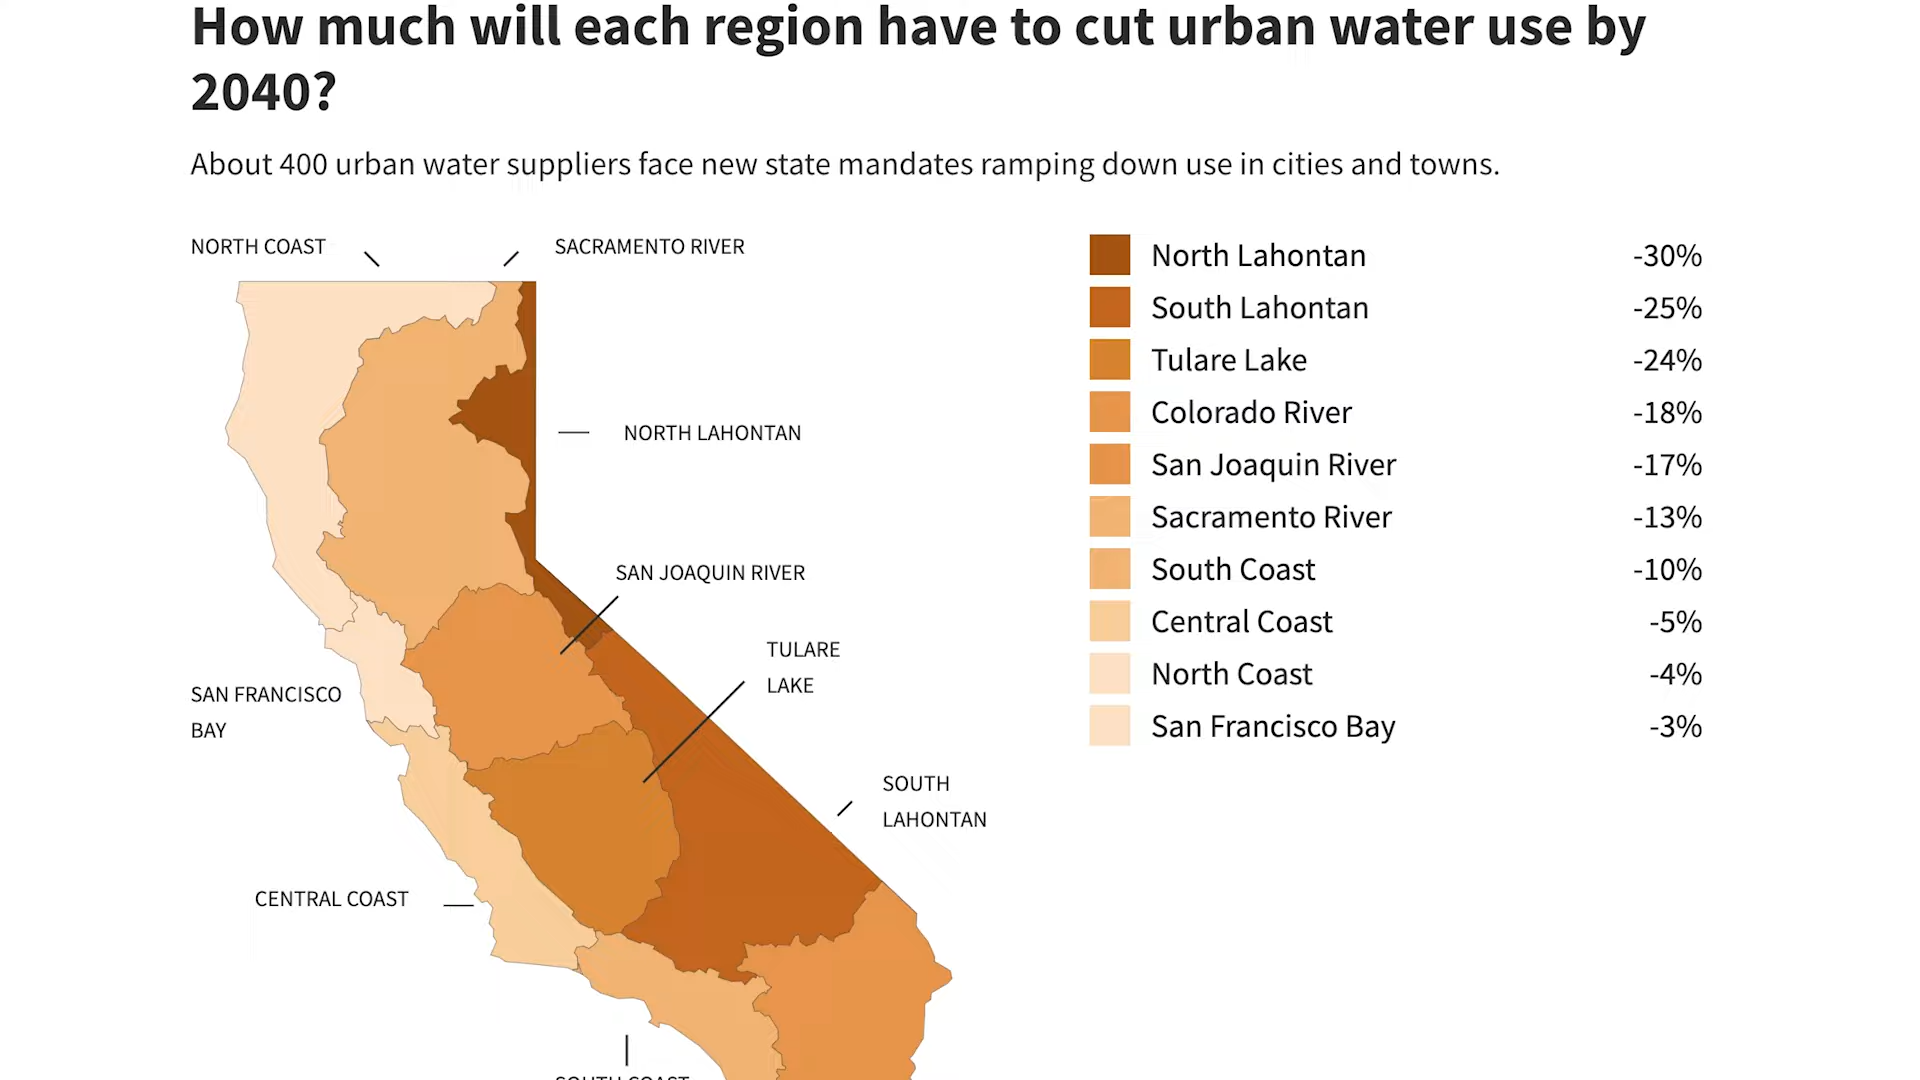 How much will each region have to cut urban water use by
2040?
About 400 urban water suppliers face new state mandates ramping down use in cities and towns.
NORTH COAST
SACRAMENTO RIVER
NORTH LAHONTAN
SAN JOAQUIN RIVER
TULARE
LAKE
SAN FRANCISCO
BAY
SOUTH
LAHONTAN
CENTRAL COAST
SOUTH COAST
North Lahontan -30%
South Lahontan -25%
Tulare Lake -24%
Colorado River -18%
San Joaquin River -17%
Sacramento River -13%
South Coast -10%
Central Coast -5%
North Coast -4%
San Francisco Bay -3%